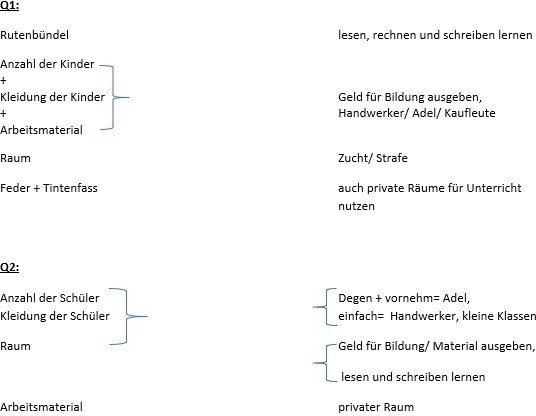 Q1:
Rutenbündel lesen, rechnen und schreiben lernen
Anzahl der Kinder
+
Kleidung der Kinder Geld für Bildung ausgeben,
+ Handwerker/ Adel/ Kaufleute
Arbeitsmaterial
Raum Zucht/ Strafe
Feder + Tintenfass auch private Räume für Unterricht
nutzen
Q2:
Anzahl der Schüler Degen + vornehm= Adel,
Kleidung der Schüler einfach= Handwerker, kleine Klassen
Raum Geld für Bildung/ Material ausgeben,
lesen und schreiben lernen
Arbeitsmaterial privater Raum